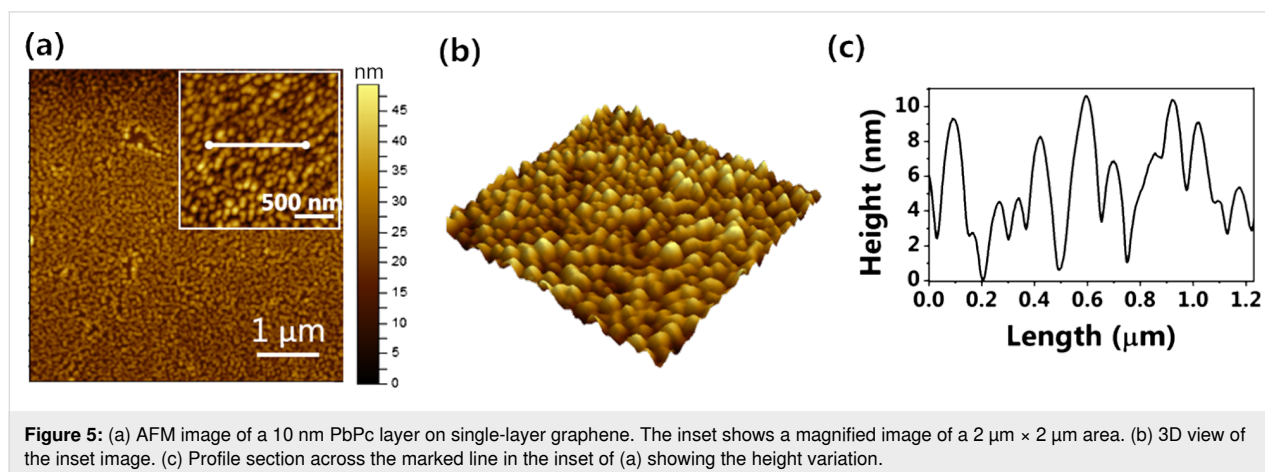 (a)
nm
45
40
35
30
25
20
15
10
5
0
500 nm
1 μm
(b)
(c)
Height (nm)
10
8
6
4
2
0
0.0 0.2 0.4 0.6 0.8 1.0 1.2
Length (μm)
Figure 5: (a) AFM image of a 10 nm PbPc layer on single-layer graphene. The inset shows a magnified image of a 2 μm × 2 μm area. (b) 3D view of
the inset image. (c) Profile section across the marked line in the inset of (a) showing the height variation.